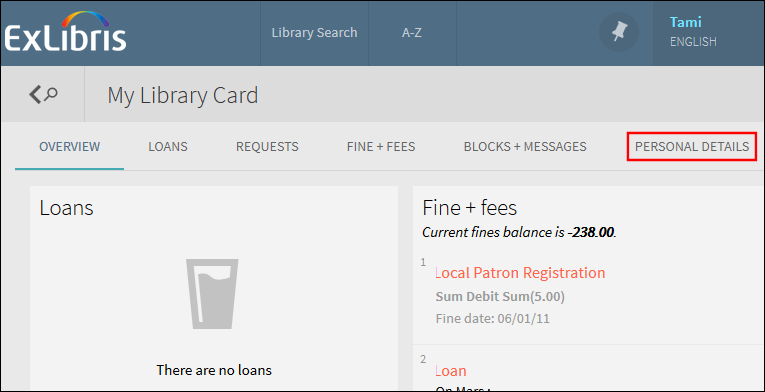 ExLibris
Library Search
A-Z
Tami
ENGLISH
My Library Card
OVERVIEW
LOANS
REQUESTS
FINE + FEES
BLOCKS + MESSAGES
PERSONAL DETAILS
Loans
There are no loans
Fine + fees
Current fines balance is -238.00.
1
Local Patron Registration
Sum Debit Sum(5.00)
Fine date: 06/01/11
2
Loan
On Mars :